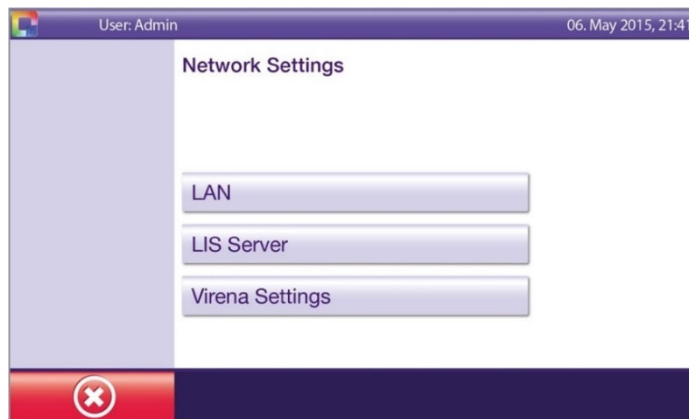 User: Admin 06. May 2015, 21:41
Network Settings
LAN
LIS Server
Virena Settings